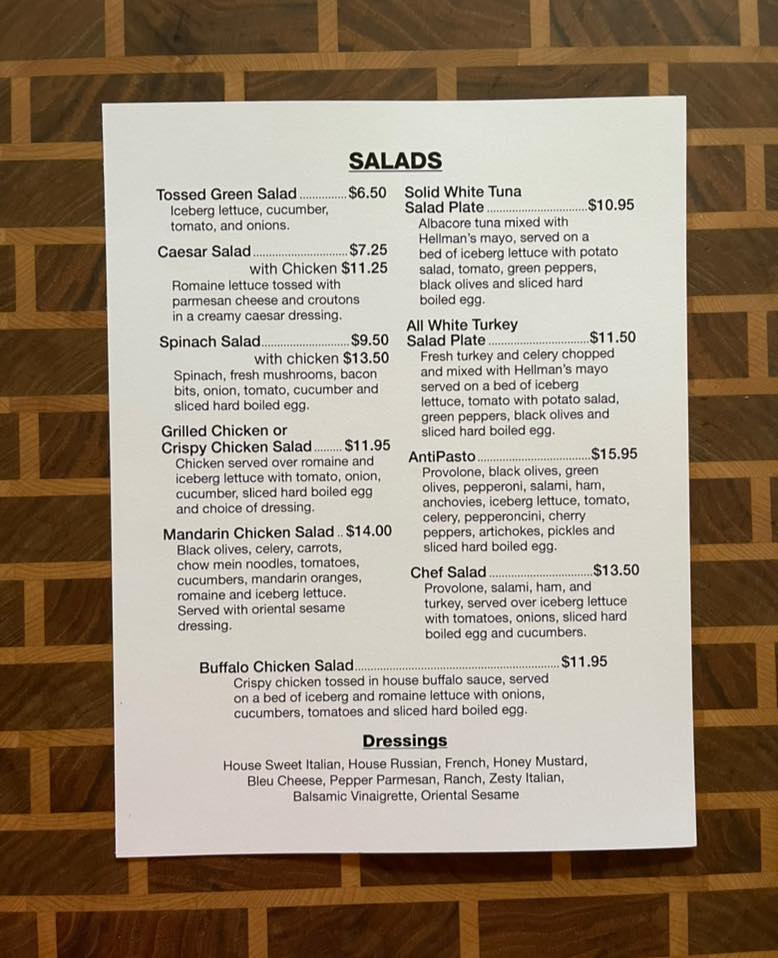 SALADS
Tossed Green Salad .............. $6.50
Iceberg lettuce, cucumber,
tomato, and onions.
Caesar Salad ............................ $7.25
with Chicken $11.25
Romaine lettuce tossed with
parmesan cheese and croutons
in a creamy caesar dressing.
Spinach Salad .......................... $9.50
with chicken $13.50
Spinach, fresh mushrooms, bacon
bits, onion, tomato, cucumber and
sliced hard boiled egg.
Grilled Chicken or
Crispy Chicken Salad ........ $11.95
Chicken served over romaine and
iceberg lettuce with tomato, onion,
cucumber, sliced hard boiled egg
and choice of dressing.
Mandarin Chicken Salad .. $14.00
Black olives, celery, carrots,
chow mein noodles, tomatoes,
cucumbers, mandarin oranges,
romaine and iceberg lettuce.
Served with oriental sesame
dressing.
Solid White Tuna
Salad Plate .............................. $10.95
Albacore tuna mixed with
Hellman's mayo, served on a
bed of iceberg lettuce with potato
salad, tomato, green peppers,
black olives and sliced hard
boiled egg.
All White Turkey
Salad Plate .............................. $11.50
Fresh turkey and celery chopped
and mixed with Hellman's mayo
served on a bed of iceberg
lettuce, tomato with potato salad,
green peppers, black olives and
sliced hard boiled egg.
AntiPasto .................................. $15.95
Provolone, black olives, green
olives, pepperoni, salami, ham,
anchovies, iceberg lettuce, tomato,
celery, pepperoncini, cherry
peppers, artichokes, pickles and
sliced hard boiled egg.
Chef Salad ............................... $13.50
Provolone, salami, ham, and
turkey, served over iceberg lettuce
with tomatoes, onions, sliced hard
boiled egg and cucumbers.
Buffalo Chicken Salad ............................................................. $11.95
Crispy chicken tossed in house buffalo sauce, served
on a bed of iceberg and romaine lettuce with onions,
cucumbers, tomatoes and sliced hard boiled egg.
Dressings
House Sweet Italian, House Russian, French, Honey Mustard,
Bleu Cheese, Pepper Parmesan, Ranch, Zesty Italian,
Balsamic Vinaigrette, Oriental Sesame